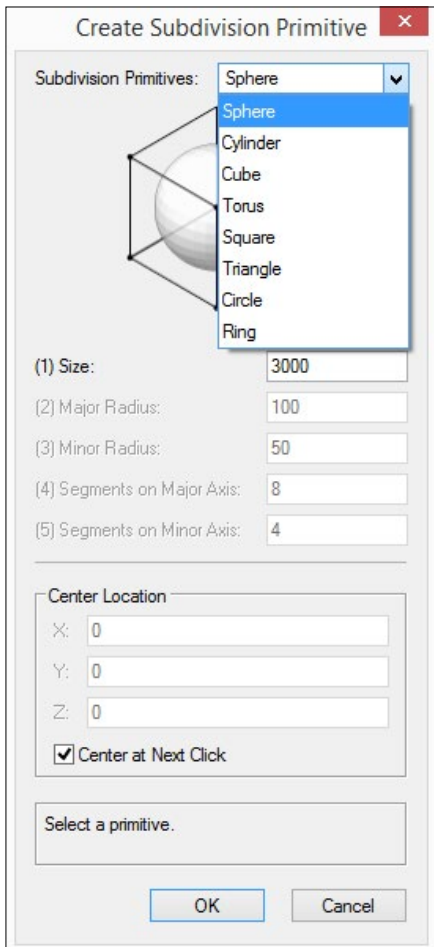 Create Subdivision Primitive
Subdivision Primitives: Sphere
Sphere
Cylinder
Cube
Torus
Square
Triangle
Circle
Ring
(1) Size: 3000
(2) Major Radius: 100
(3) Minor Radius: 50
(4) Segments on Major Axis: 8
(5) Segments on Minor Axis: 4
Center Location
X: 0
Y: 0
Z: 0
Center at Next Click
Select a primitive.
OK Cancel